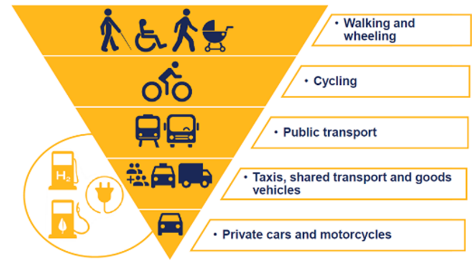 • Walking and
wheeling
• Cycling
• Public transport
H2
• Taxis, shared transport and goods
vehicles
• Private cars and motorcycles